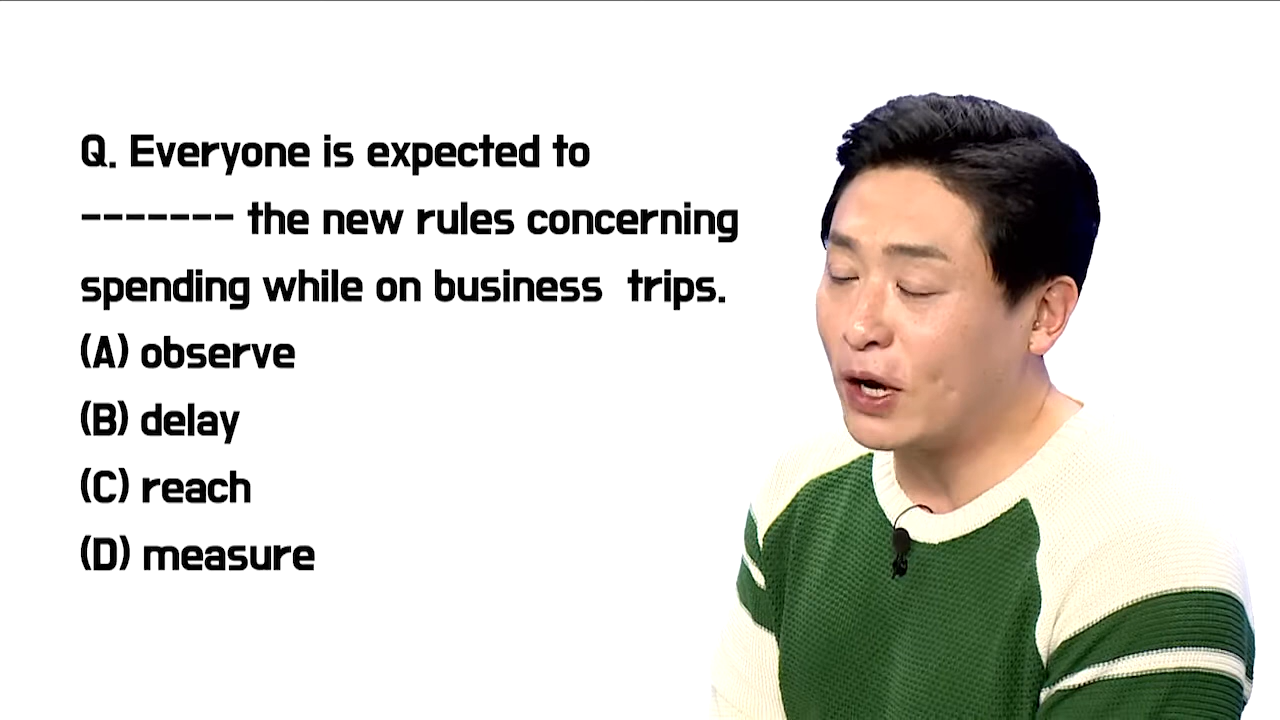 Q. Everyone is expected to
------- the new rules concerning
spending while on business  trips.
(A) observe
(B) delay
(C) reach
(D) measure